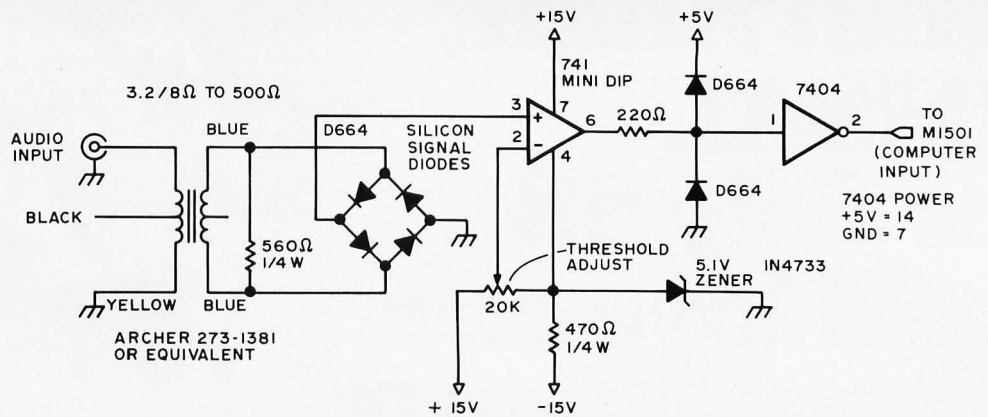 +15V
+5V
741
MINI DIP
D664
7404
3.2/8Ω TO 500Ω
3
+
7
6
220Ω
1
2
TO
M1501
(COMPUTER
INPUT)
AUDIO
INPUT
BLUE
D664
SILICON
SIGNAL
DIODES
2
-
4
D664
7404 POWER
+5V = 14
GND = 7
BLACK
560Ω
1/4W
THRESHOLD
ADJUST
5.1V
ZENER
IN4733
YELLOW
BLUE
20K
470Ω
1/4W
ARCHER 273-1381
OR EQUIVALENT
+15V
-15V